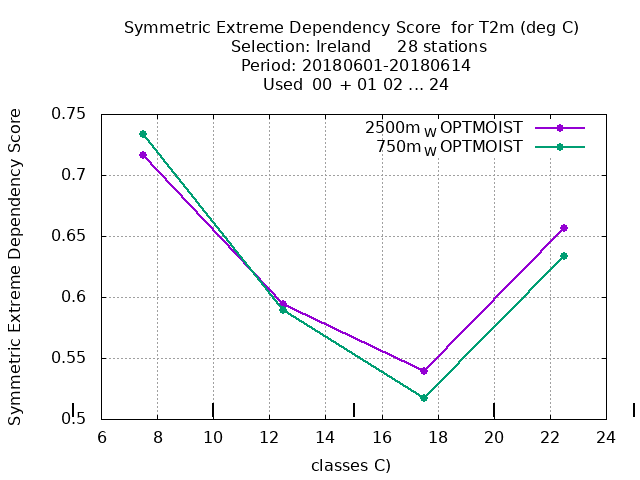 Symmetric Extreme Dependency Score for T2m (deg C)
Selection: Ireland 28 stations
Period: 20180601-20180614
Used 00 + 01 02 ... 24
Symmetric Extreme Dependency Score
0.75
0.7
0.65
0.6
0.55
0.5
2500m W OPTMOIST
750m W OPTMOIST
6 8 10 12 14 16 18 20 22 24
classes C)